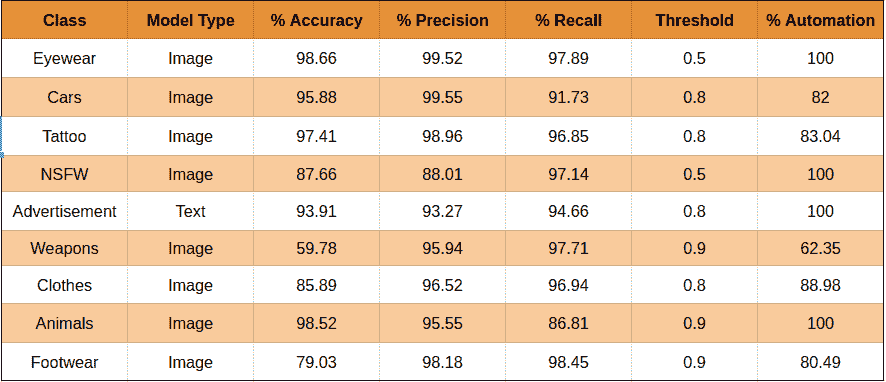 Class Model Type % Accuracy % Precision % Recall Threshold % Automation
Eyewear Image 98.66 99.52 97.89 0.5 100
Cars Image 95.88 99.55 91.73 0.8 82
Tattoo Image 97.41 98.96 96.85 0.8 83.04
NSFW Image 87.66 88.01 97.14 0.5 100
Advertisement Text 93.91 93.27 94.66 0.8 100
Weapons Image 59.78 95.94 97.71 0.9 62.35
Clothes Image 85.89 96.52 96.94 0.8 88.98
Animals Image 98.52 95.55 86.81 0.9 100
Footwear Image 79.03 98.18 98.45 0.9 80.49